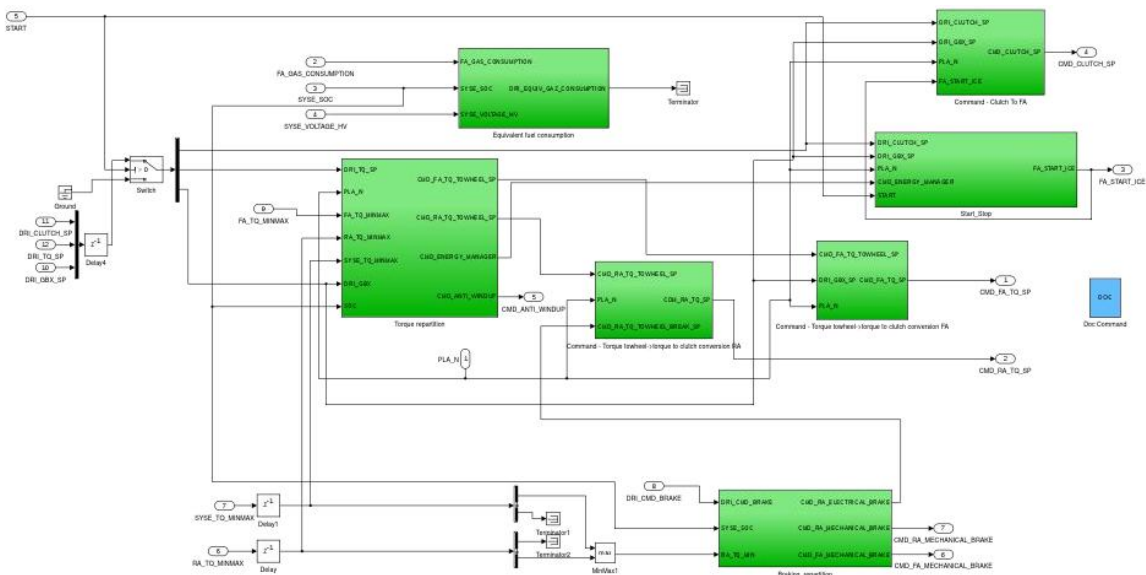 5
START
2
FA_GAS_CONSUMPTION
3
SYSE_SOC
4
SYSE_VOLTAGE_HV
FA_GAS_CONSUMPTION
SYSE_SOC
DRI_EQUIV_GAZ_CONSUMPTION
SYSE_VOLTAGE_HV
Equivalent fuel consumption
Terminator
DRI_CLUTCH_SP
DRI_GBX_SP
CMD_CLUTCH_SP
PLA_N
FA_START_ICE
Command - Clutch To FA
4
CMD_CLUTCH_SP
DRI_CLUTCH_SP
DRI_GBX_SP
PLA_N
FA_START_ICE
CMD_ENERGY_MANAGER
START
Start_Stop
3
FA_START_ICE
Switch
Ground
11
DRI_CLUTCH_SP
12
DRI_TQ_SP
10
DRI_GBX_SP
Delay4
9
FA_TQ_MINMAX
DRI_TQ_SP
CMD_FA_TQ_TOWHEEL_SP
PLA_N
FA_TQ_MINMAX
CMD_RA_TQ_TOWHEEL_SP
RA_TQ_MINMAX
CMD_ENERGY_MANAGER
SYSE_TQ_MINMAX
DRI_GBX
CMD_ANTI_WINDUP
SOC
Torque repartition
5
CMD_ANTI_WINDUP
CMD_RA_TQ_TOWHEEL_SP
PLA_N
CDM_RA_TQ_SP
CMD_RA_TQ_TOWHEEL_BREAK_SP
Command - Torque towheel->torque to clutch conversion RA
CMD_FA_TQ_TOWHEEL_SP
DRI_GBX_SP
CMD_FA_TQ_SP
PLA_N
Command - Torque towheel->torque to clutch conversion FA
1
CMD_FA_TQ_SP
DOC
Doc Command
2
CMD_RA_TQ_SP
PLA_N
1
7
SYSE_TQ_MINMAX
Delay1
6
RA_TQ_MINMAX
Delay
Terminator1
Terminator2
MinMax1
8
DRI_CMD_BRAKE
DRI_CMD_BRAKE
CMD_RA_ELECTRICAL_BRAKE
SYSE_SOC
CMD_RA_MECHANICAL_BRAKE
RA_TQ_MIN
CMD_FA_MECHANICAL_BRAKE
Braking repartition
7
CMD_RA_MECHANICAL_BRAKE
6
CMD_FA_MECHANICAL_BRAKE